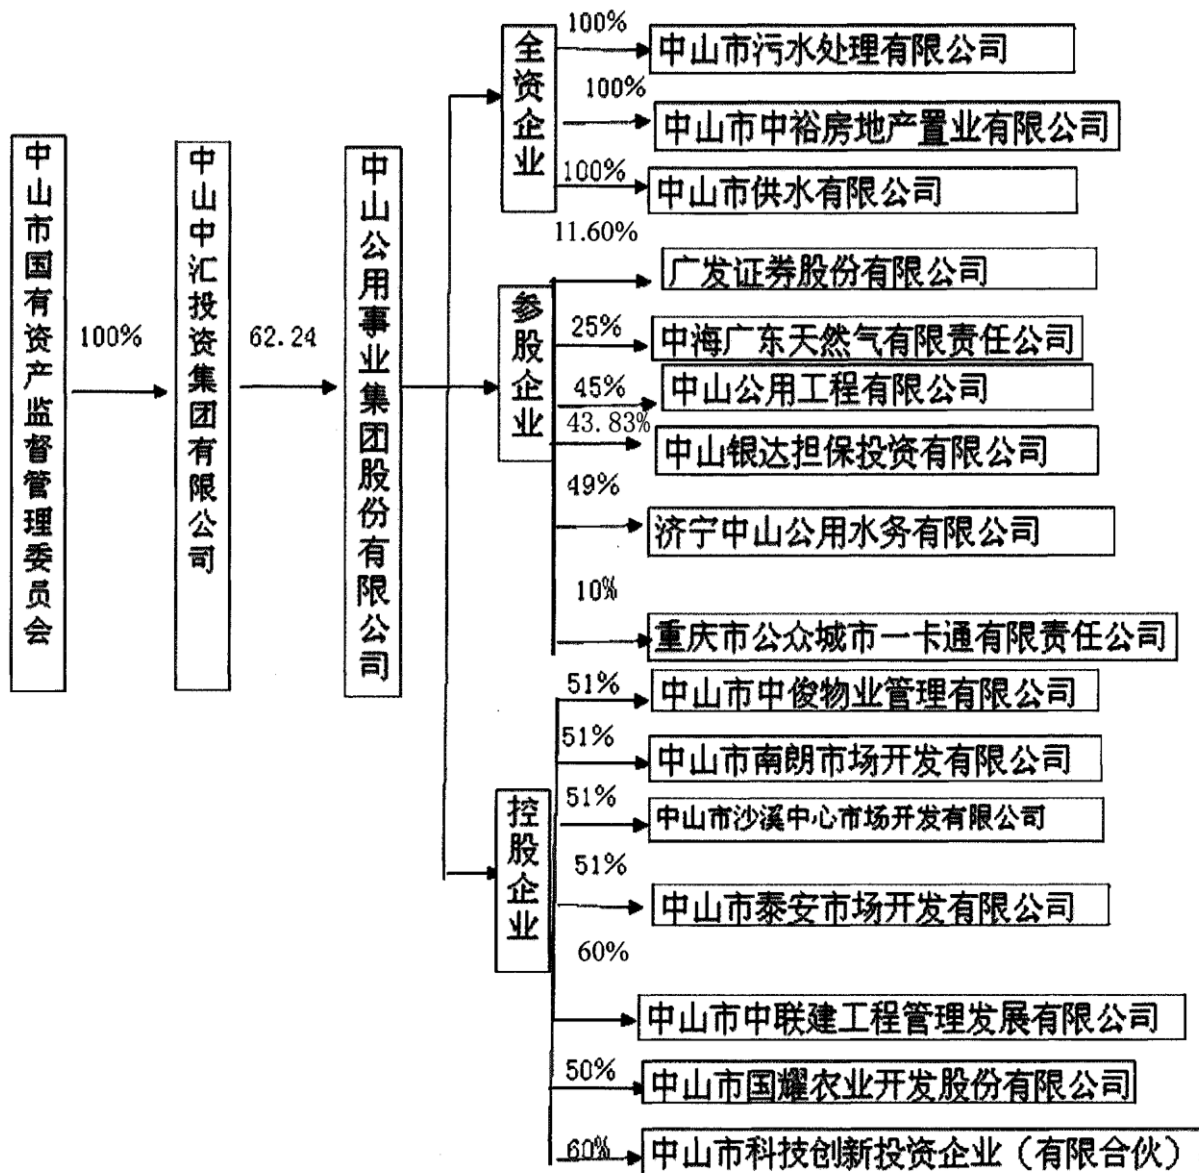 中山市国有资产监督管理委员会
100%
中山中汇投资集团有限公司
62.24
中山公用事业集团股份有限公司
全资企业
100%
中山市污水处理有限公司
100%
中山市中裕房地产置业有限公司
100%
中山市供水有限公司
参股企业
11.60%
广发证券股份有限公司
25%
中海广东天然气有限责任公司
45%
中山公用工程有限公司
43.83%
中山银达担保投资有限公司
49%
济宁中山公用水务有限公司
10%
重庆市公众城市一卡通有限责任公司
控股企业
51%
中山市中俊物业管理有限公司
51%
中山市南朗市场开发有限公司
51%
中山市沙溪中心市场开发有限公司
51%
中山市泰安市场开发有限公司
60%
中山市中联建工程管理发展有限公司
50%
中山市国耀农业开发股份有限公司
60%
中山市科技创新投资企业（有限合伙）